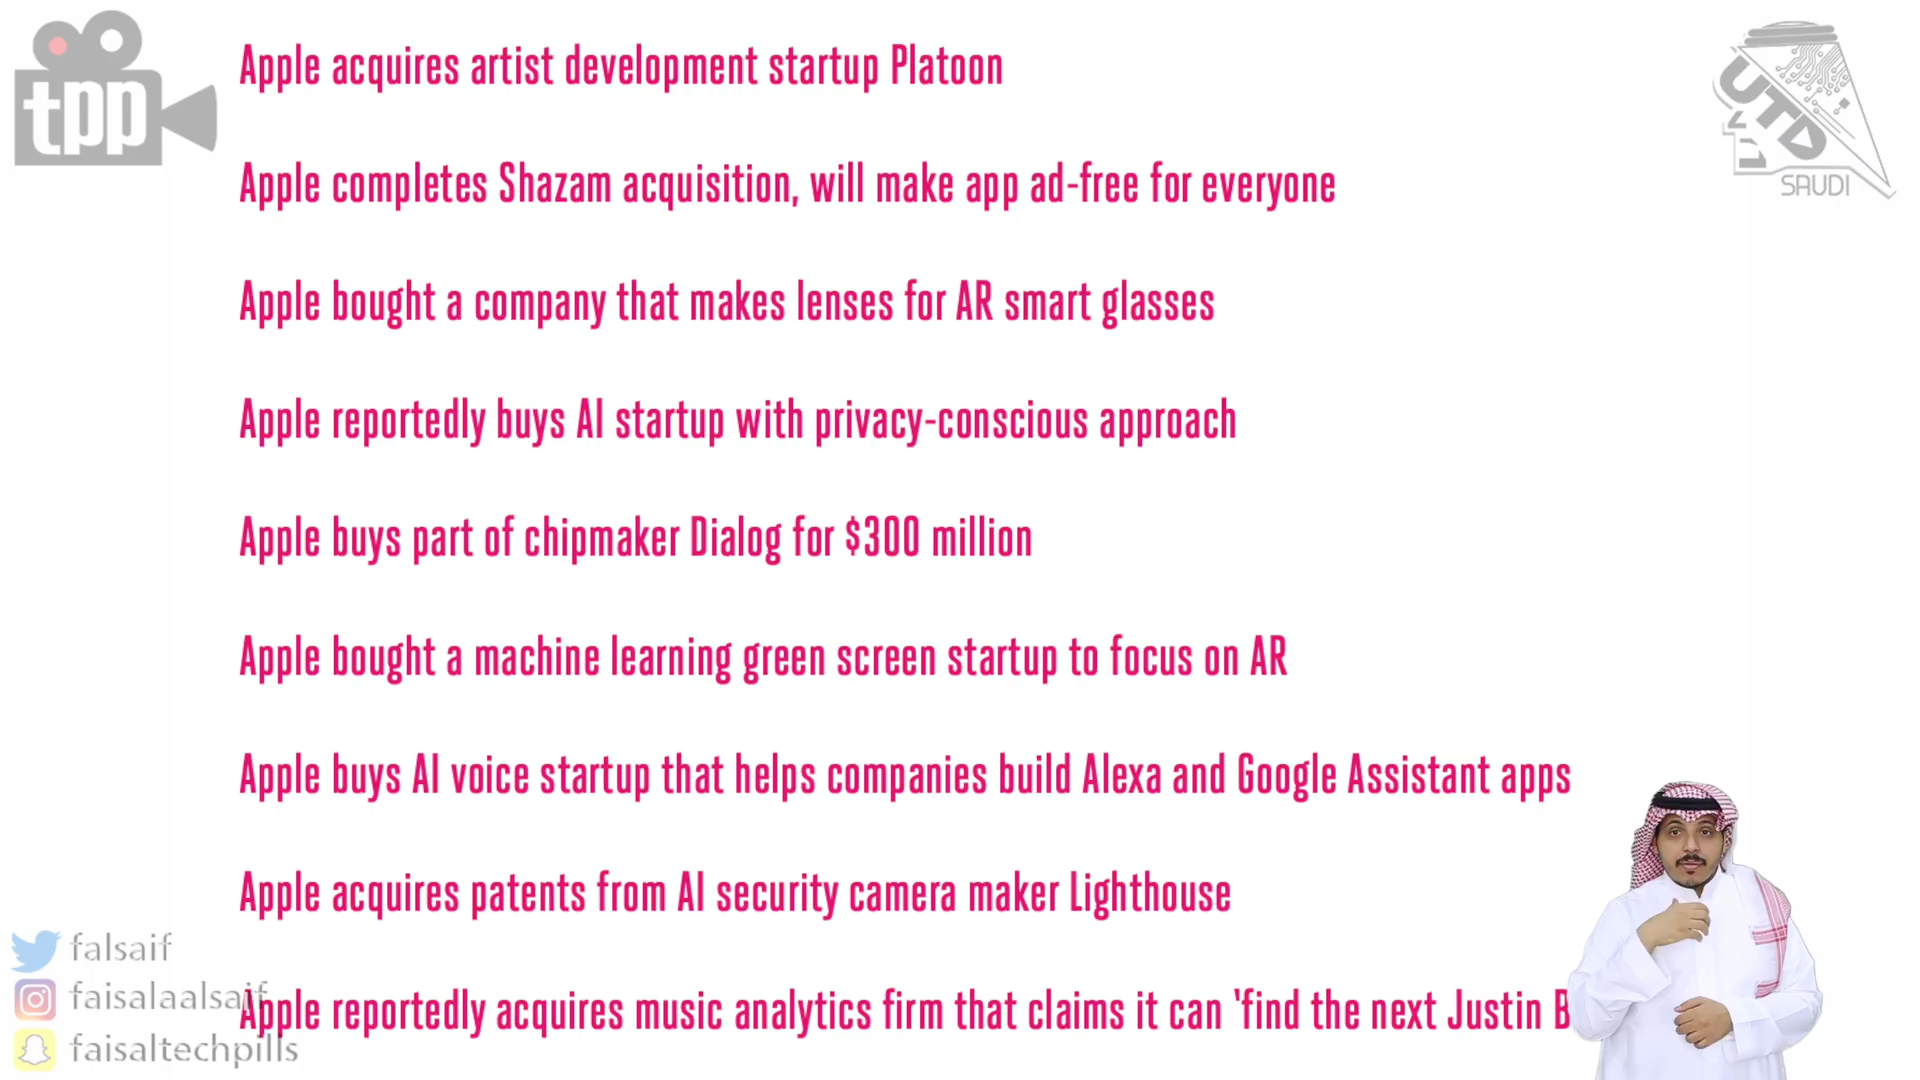 tpp
Apple acquires artist development startup Platoon
UTD
SAUDI
Apple completes Shazam acquisition, will make app ad-free for everyone
Apple bought a company that makes lenses for AR smart glasses
Apple reportedly buys AI startup with privacy-conscious approach
Apple buys part of chipmaker Dialog for $300 million
Apple bought a machine learning green screen startup to focus on AR
Apple buys AI voice startup that helps companies build Alexa and Google Assistant apps
Apple acquires patents from AI security camera maker Lighthouse
falsaif
faisalaalsaif
Apple reportedly acquires music analytics firm that claims it can 'find the next Justin B
faisaltechpills